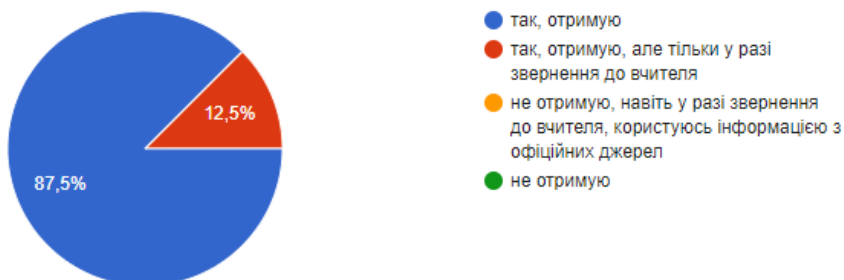 так, отримую
так, отримую, але тільки у разі
звернення до вчителя
не отримую, навіть у разі звернення
до вчителя, користуюсь інформацією з
офіційних джерел
не отримую
12,5%
87,5%